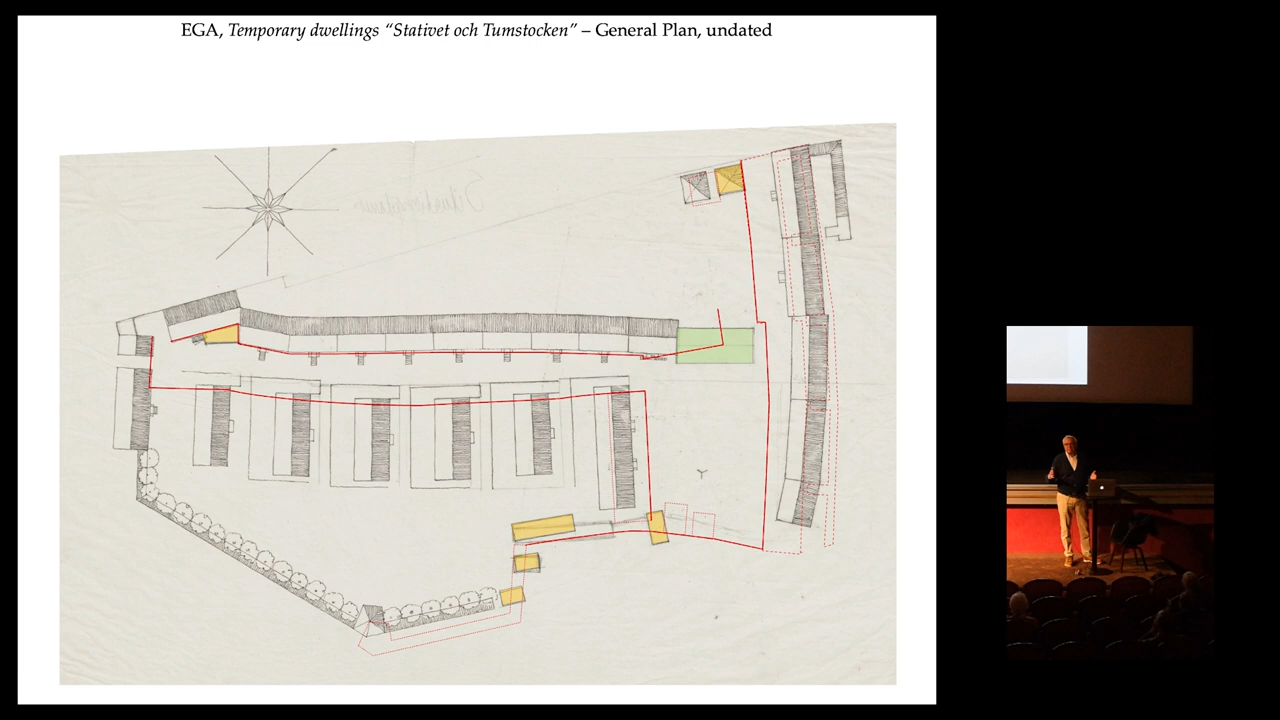 EGA, Temporary dwellings “Stativet och Tumstocken” – General Plan, undated